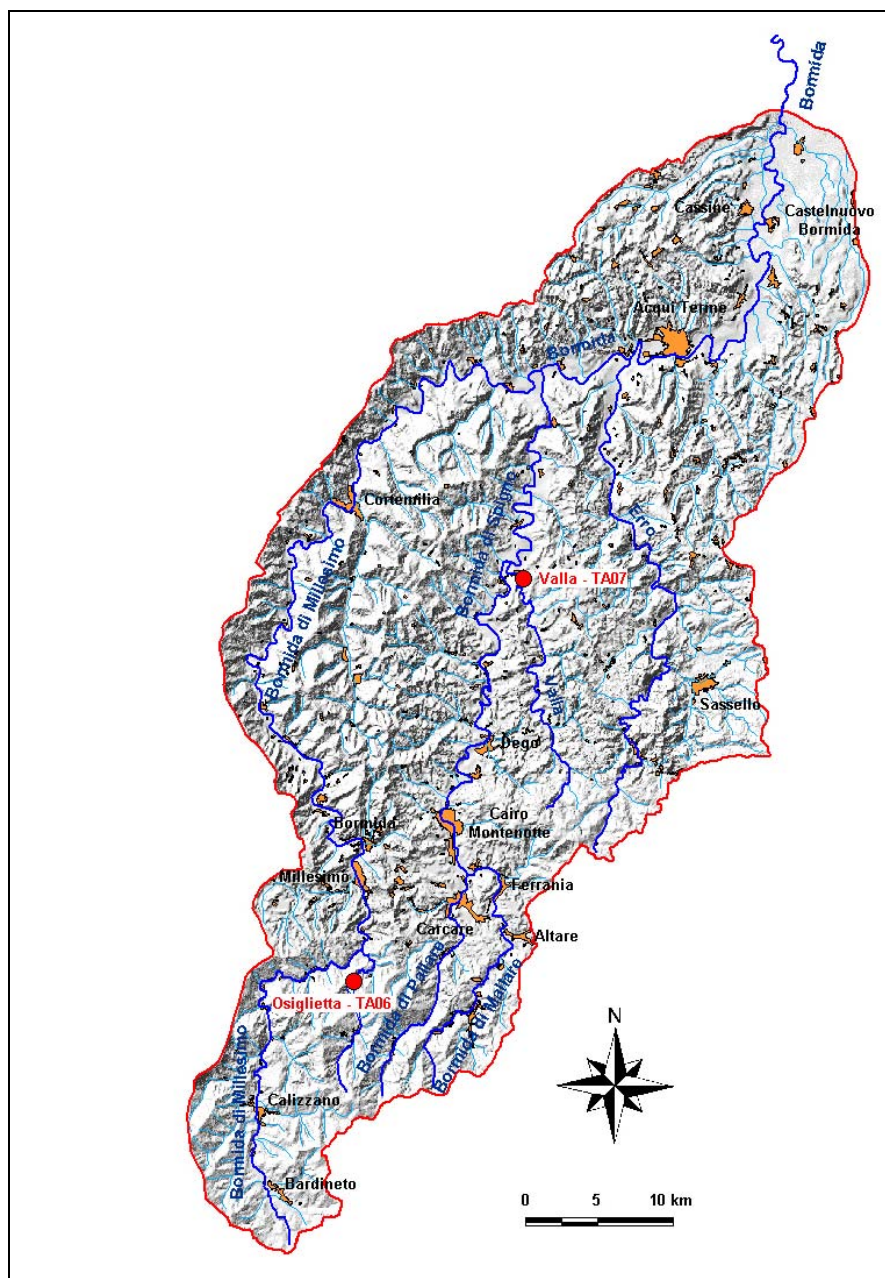 Bormida
Cassine
Castelnuovo
Bormida
Acqui Terme
Bormida
Cortemilia
Bormida di Spigno
Erro
Valla - TA07
Bormida di Millesimo
Valla
Sassello
Dego
Cairo
Montenotte
Bormida
Millesimo
Ferrania
Carcare
Altare
Bormida di Pallare
Bormida di Mallare
Osiglietta - TA06
Bormida di Millesimo
Calizzano
Bardineto
N
0 5 10 km